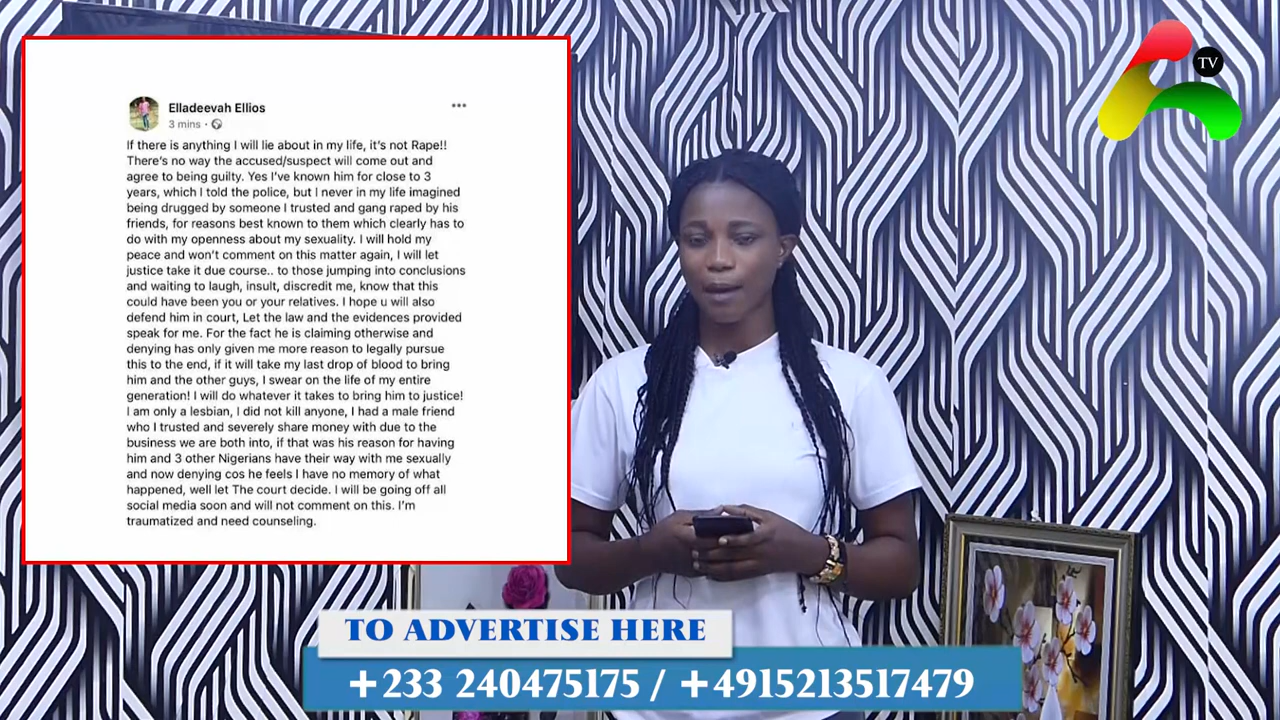 Elladeevah Ellios
3 mins ·
If there is anything I will lie about in my life, it's not Rape!!
There's no way the accused/suspect will come out and
agree to being guilty. Yes I've known him for close to 3
years, which I told the police, but I never in my life imagined
being drugged by someone I trusted and gang raped by his
friends, for reasons best known to them which clearly has to
do with my openness about my sexuality. I will hold my
peace and won't comment on this matter again, I will let
justice take it due course.. to those jumping into conclusions
and waiting to laugh, insult, discredit me, know that this
could have been you or your relatives. I hope u will also
defend him in court, Let the law and the evidences provided
speak for me. For the fact he is claiming otherwise and
denying has only given me more reason to legally pursue
this to the end, if it will take my last drop of blood to bring
him and the other guys, I swear on the life of my entire
generation! I will do whatever it takes to bring him to justice!
I am only a lesbian, I did not kill anyone, I had a male friend
who I trusted and severely share money with due to the
business we are both into, if that was his reason for having
him and 3 other Nigerians have their way with me sexually
and now denying cos he feels I have no memory of what
happened, well let The court decide. I will be going off all
social media soon and will not comment on this. I'm
traumatized and need counseling.
TV
TO ADVERTISE HERE
+233 240475175 / +4915213517479